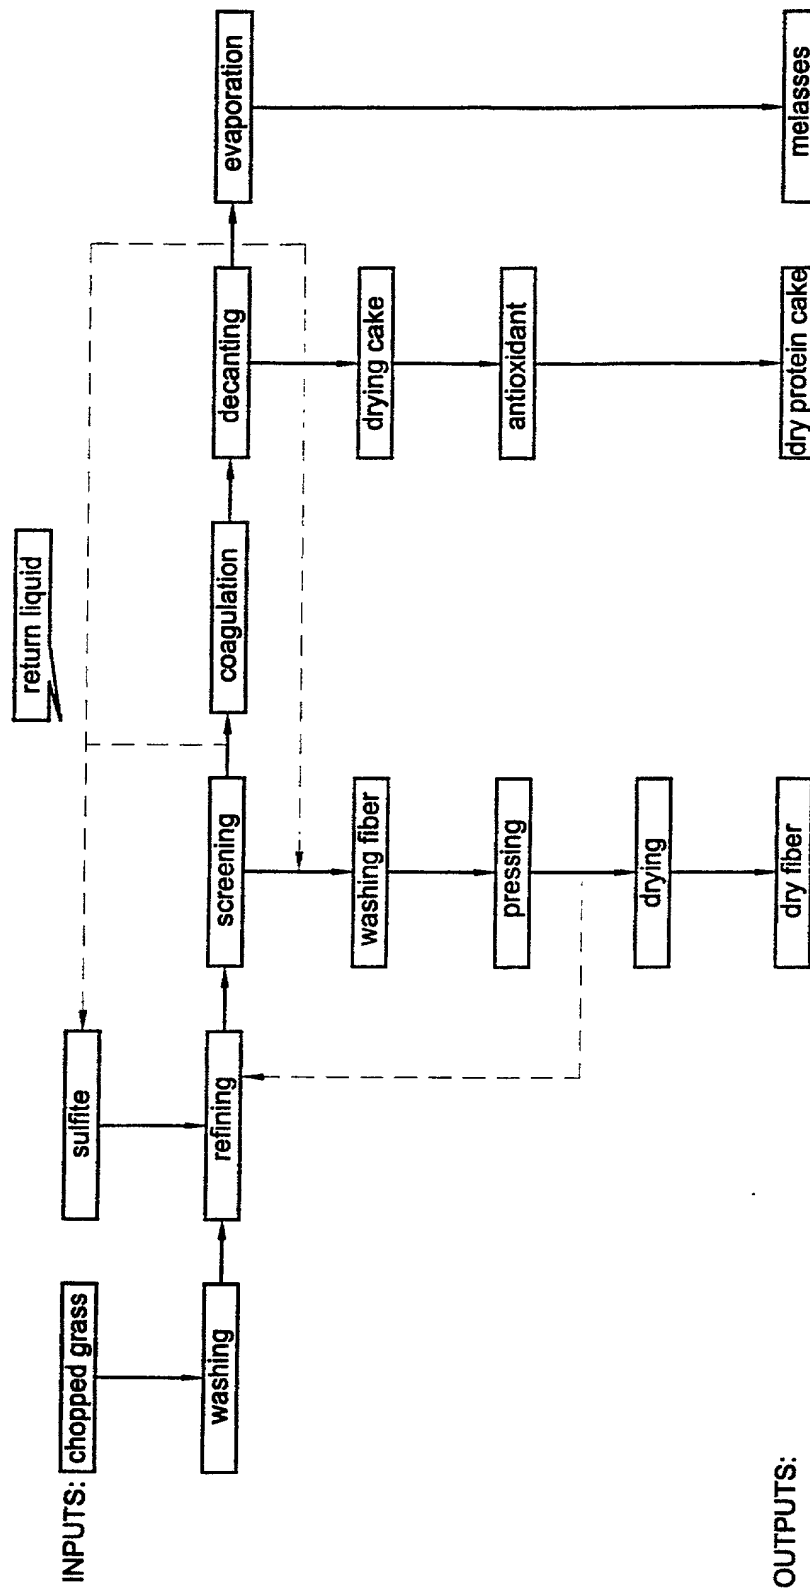 return liquid
INPUTS:
chopped grass
sulfite
washing
refining
screening
coagulation
decanting
evaporation
washing fiber
drying cake
pressing
antioxidant
drying
OUTPUTS:
dry fiber
dry protein cake
melasses